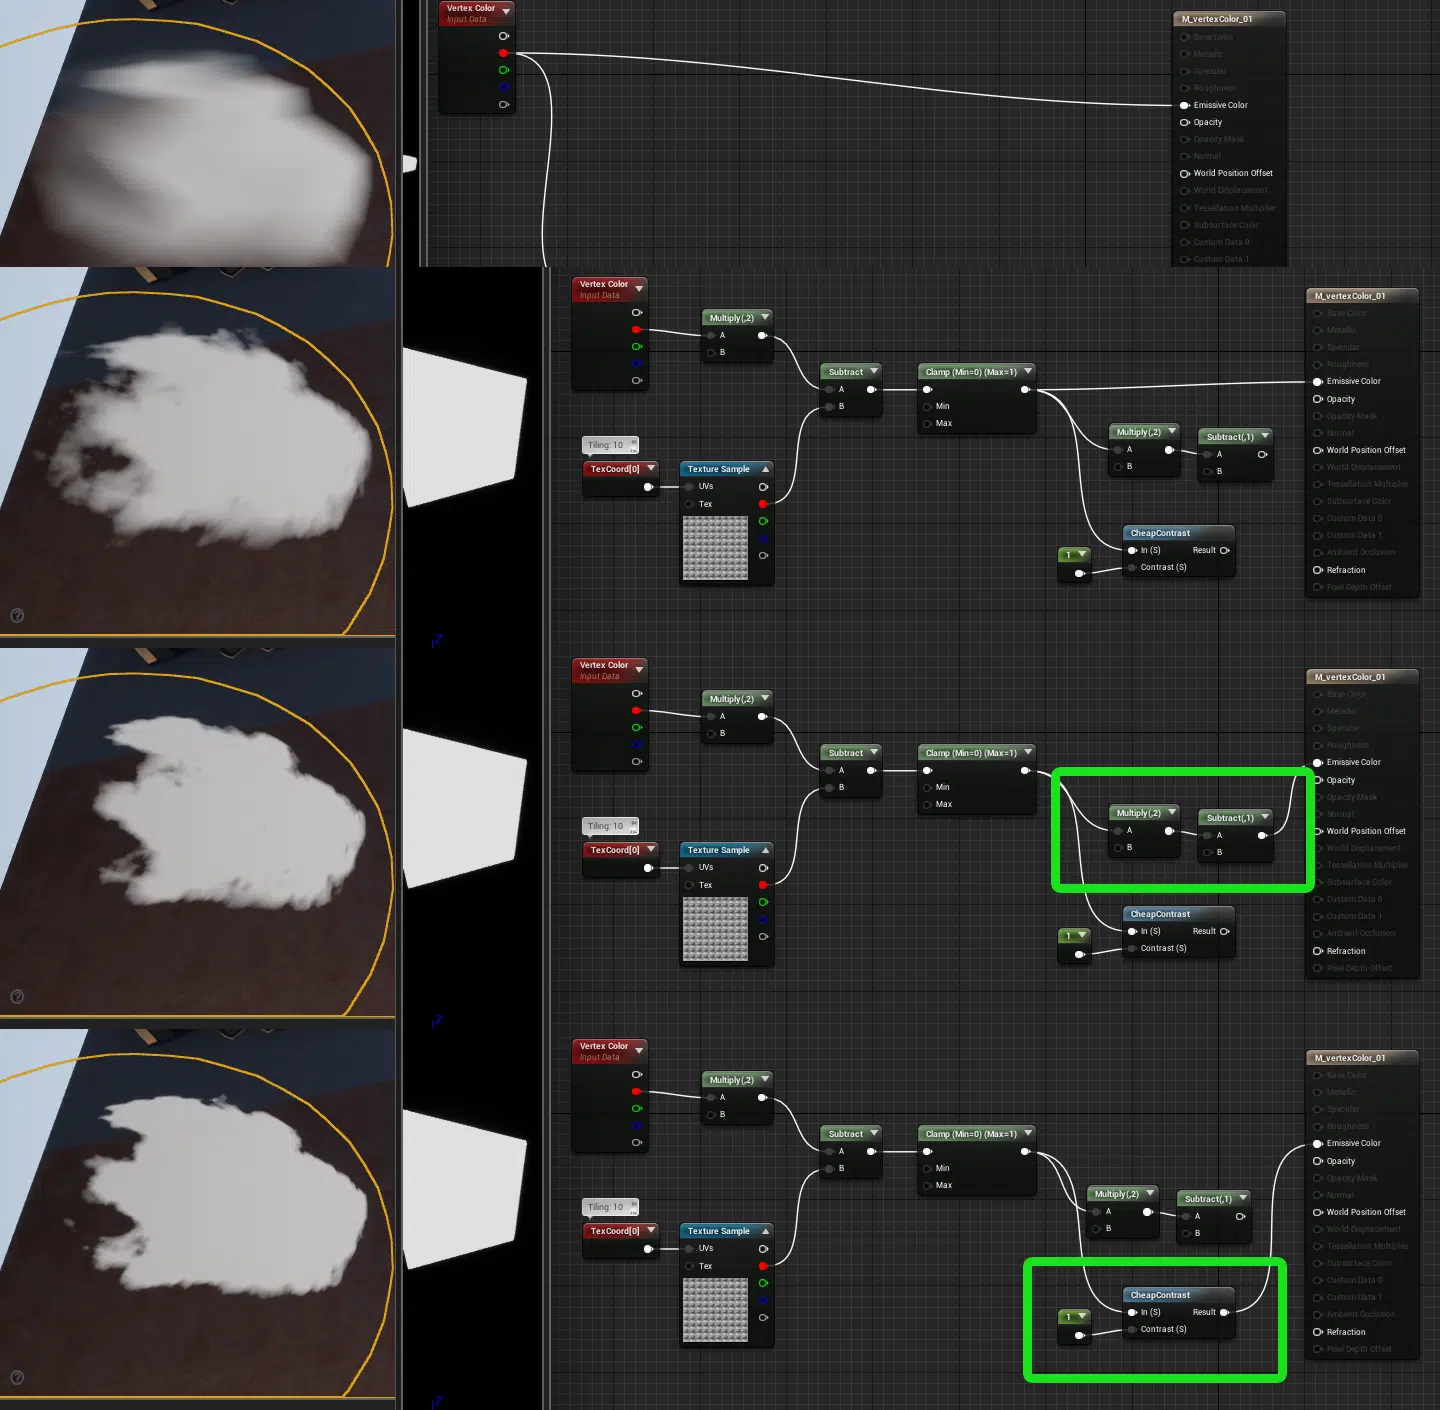 Vertex Color
Input Data
M_vertexColor_01
Base Color
Metallic
Specular
Roughness
Emissive Color
Opacity
Opacity Mask
Normal
World Position Offset
World Displacement
Tessellation Multiplier
Subsurface Color
Custom Data 0
Custom Data 1
Vertex Color
Input Data
Multiply(,2)
A
B
Subtract
A
B
Clamp (Min=0) (Max=1)
Min
Max
Tiling: 10
TexCoord[0]
Texture Sample
UVs
Tex
Multiply(,2)
A
B
Subtract(,1)
A
B
1
CheapContrast
In (S) Result
Contrast (S)
M_vertexColor_01
Base Color
Metallic
Specular
Roughness
Emissive Color
Opacity
Opacity Mask
Normal
World Position Offset
World Displacement
Tessellation Multiplier
Subsurface Color
Custom Data 0
Custom Data 1
Ambient Occlusion
Refraction
Pixel Depth Offset
Z
Vertex Color
Input Data
Multiply(,2)
A
B
Subtract
A
B
Clamp (Min=0) (Max=1)
Min
Max
Tiling: 10
TexCoord[0]
Texture Sample
UVs
Tex
Multiply(,2)
A
B
Subtract(,1)
A
B
1
CheapContrast
In (S) Result
Contrast (S)
M_vertexColor_01
Base Color
Metallic
Specular
Roughness
Emissive Color
Opacity
Opacity Mask
Normal
World Position Offset
World Displacement
Tessellation Multiplier
Subsurface Color
Custom Data 0
Custom Data 1
Ambient Occlusion
Refraction
Pixel Depth Offset
Z
Vertex Color
Input Data
Multiply(,2)
A
B
Subtract
A
B
Clamp (Min=0) (Max=1)
Min
Max
Tiling: 10
TexCoord[0]
Texture Sample
UVs
Tex
Multiply(,2)
A
B
Subtract(,1)
A
B
1
CheapContrast
In (S) Result
Contrast (S)
M_vertexColor_01
Base Color
Metallic
Specular
Roughness
Emissive Color
Opacity
Opacity Mask
Normal
World Position Offset
World Displacement
Tessellation Multiplier
Subsurface Color
Custom Data 0
Custom Data 1
Ambient Occlusion
Refraction
Pixel Depth Offset
Z